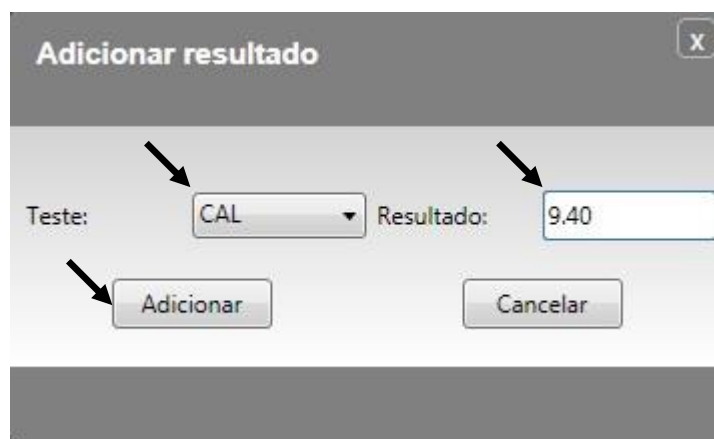 Adicionar resultado
x
Teste: CAL Resultado: 9.40
Adicionar Cancelar